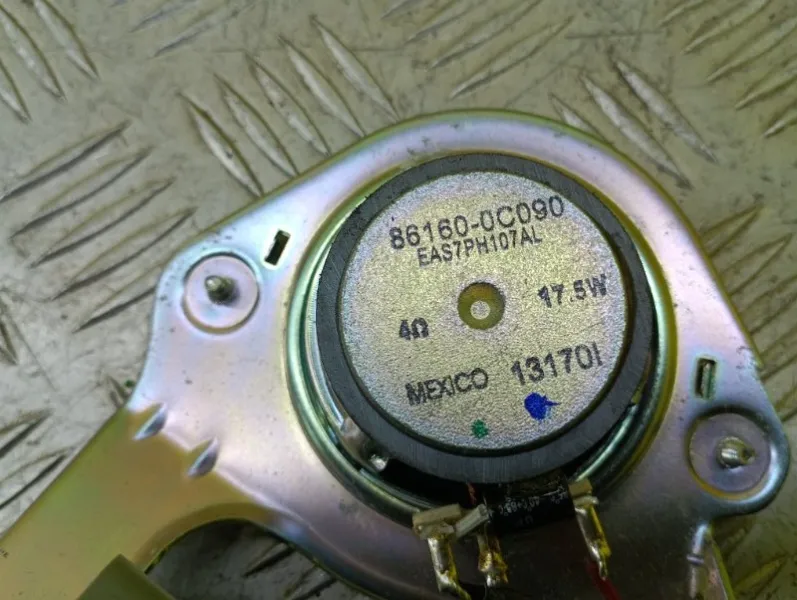 86160-0C090
EAS7PH107AL
4Ω 17.5W
MEXICO 13170I